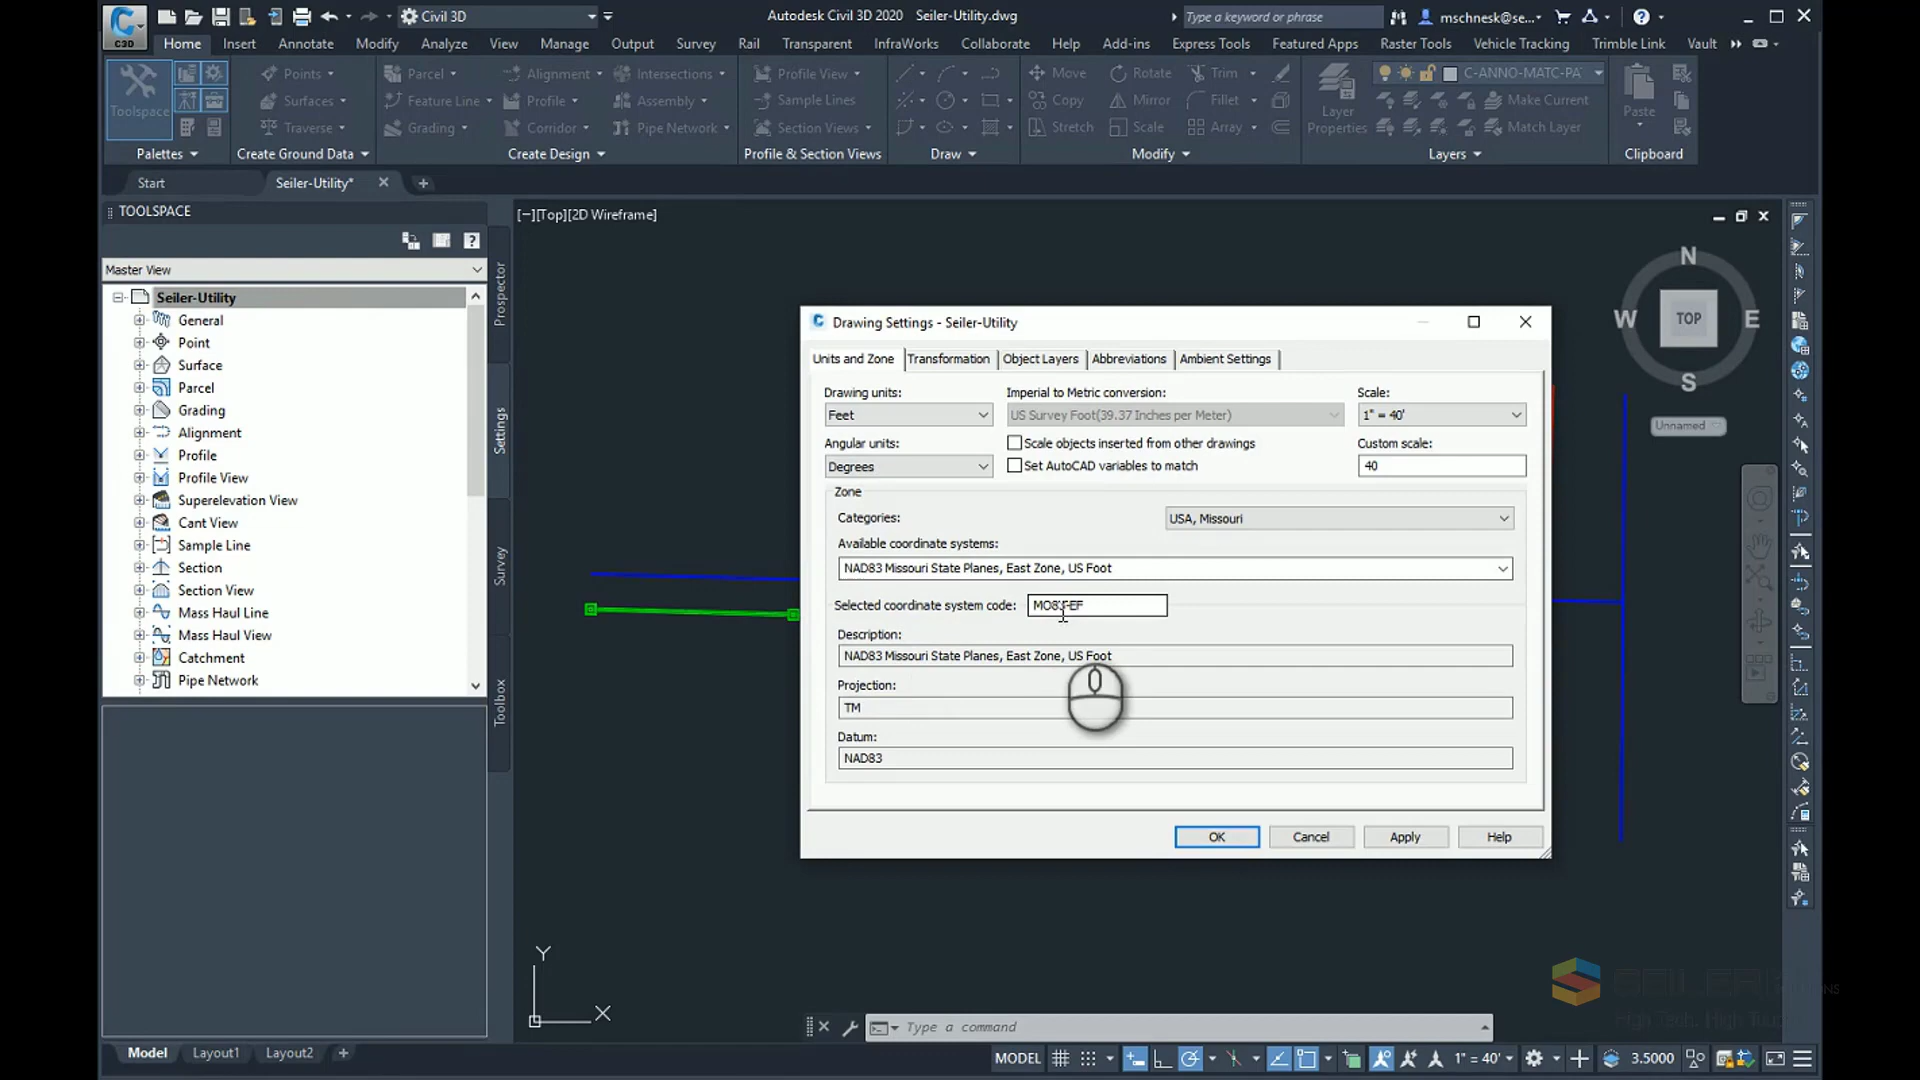 Civil 3D
Autodesk Civil 3D 2020 Seiler-Utility.dwg
Type a keyword or phrase
mschnesk@se...
C3D
Home Insert Annotate Modify Analyze View Manage Output Survey Rail Transparent InfraWorks Collaborate Help Add-ins Express Tools Featured Apps Raster Tools Vehicle Tracking Trimble Link Vault
Toolspace
Points
Surfaces
Traverse
Parcel
Feature Line
Grading
Alignment
Profile
Corridor
Intersections
Assembly
Pipe Network
Profile View
Sample Lines
Section Views
Move
Copy
Stretch
Rotate
Mirror
Scale
Trim
Fillet
Array
Layer
Properties
C-ANNO-MATC-PA
Make Current
Match Layer
Paste
Palettes Create Ground Data Create Design Profile & Section Views Draw Modify Layers Clipboard
Start Seiler-Utility*
TOOLSPACE
Master View
Seiler-Utility
General
Point
Surface
Parcel
Grading
Alignment
Profile
Profile View
Superelevation View
Cant View
Sample Line
Section
Section View
Mass Haul Line
Mass Haul View
Catchment
Pipe Network
Prospector
Settings
Survey
Toolbox
[−][Top][2D Wireframe]
N
W TOP E
S
Unnamed
Drawing Settings - Seiler-Utility
Units and Zone Transformation Object Layers Abbreviations Ambient Settings
Drawing units: Imperial to Metric conversion: Scale:
Feet US Survey Foot(39.37 Inches per Meter) 1" = 40'
Angular units: Scale objects inserted from other drawings Custom scale:
Degrees Set AutoCAD variables to match 40
Zone
Categories: USA, Missouri
Available coordinate systems:
NAD83 Missouri State Planes, East Zone, US Foot
Selected coordinate system code: MO83-EF
Description:
NAD83 Missouri State Planes, East Zone, US Foot
Projection:
TM
Datum:
NAD83
OK Cancel Apply Help
Y
X
Type a command
Model Layout1 Layout2
MODEL 1" = 40' 3.5000